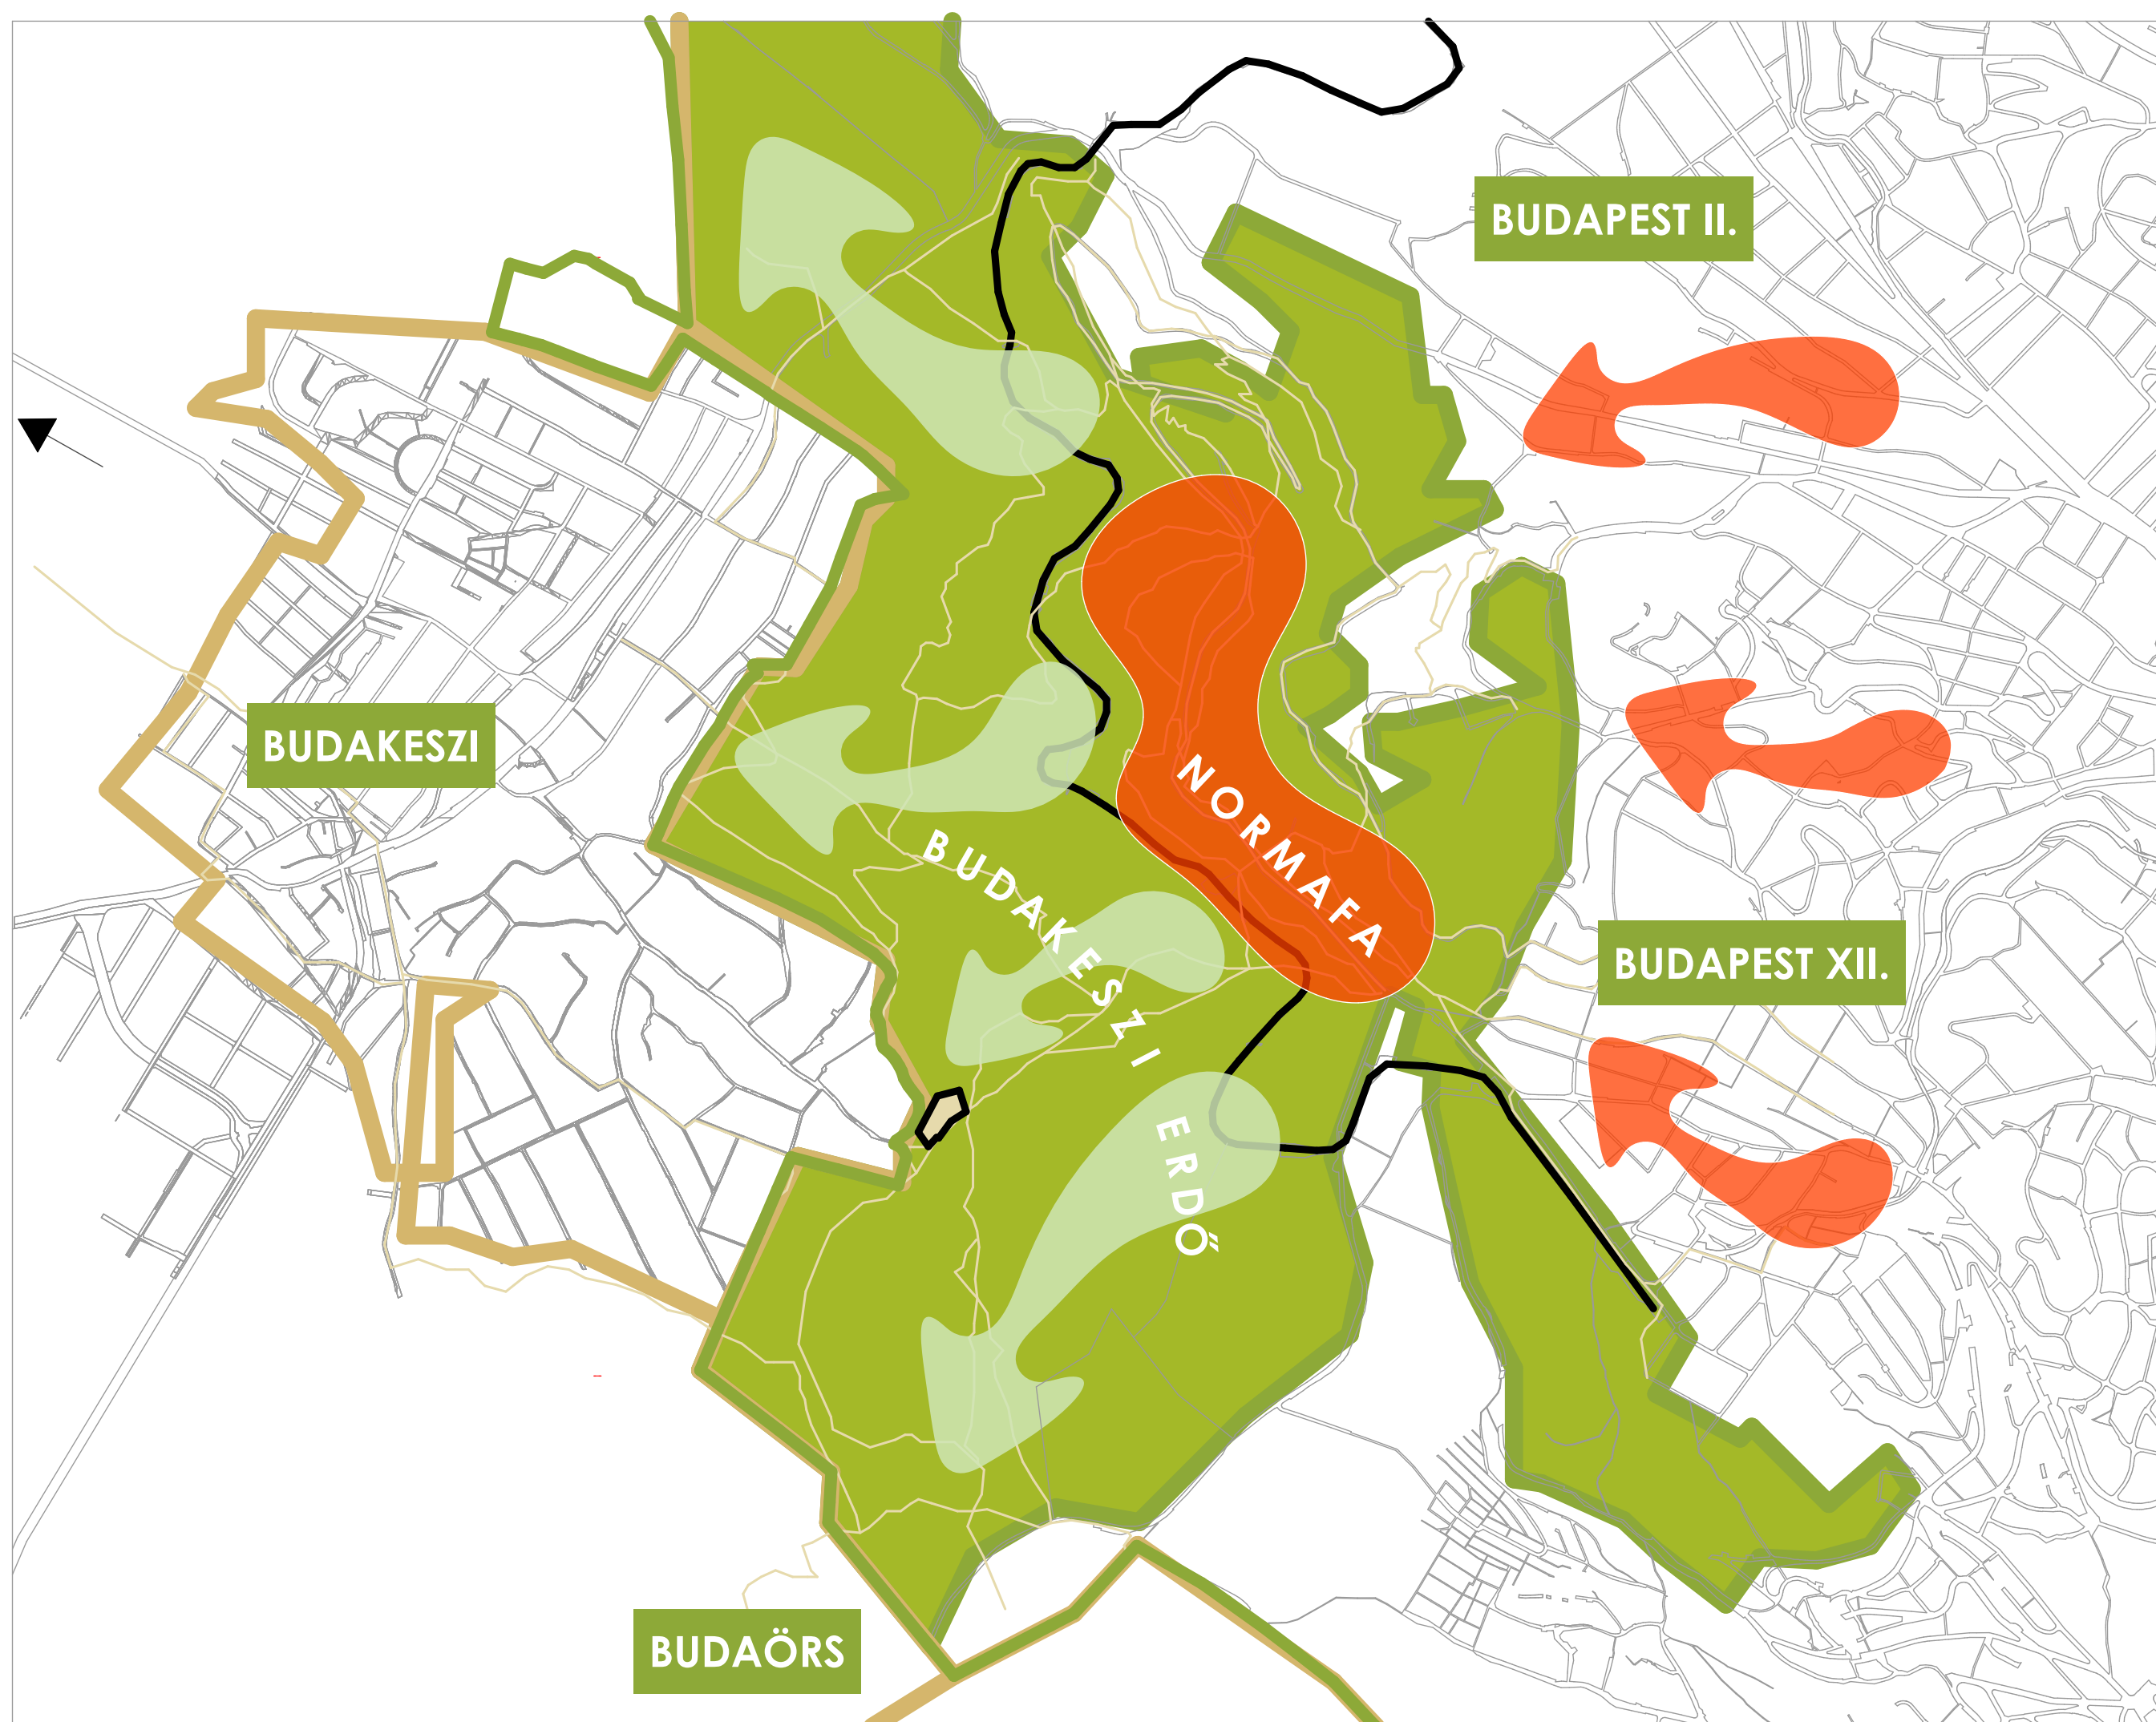 BUDAPEST II.
BUDAKESZI
NORMAFA
BUDAKESZI ERDŐ
BUDAPEST XII.
BUDAÖRS